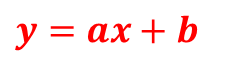 y = ax + b